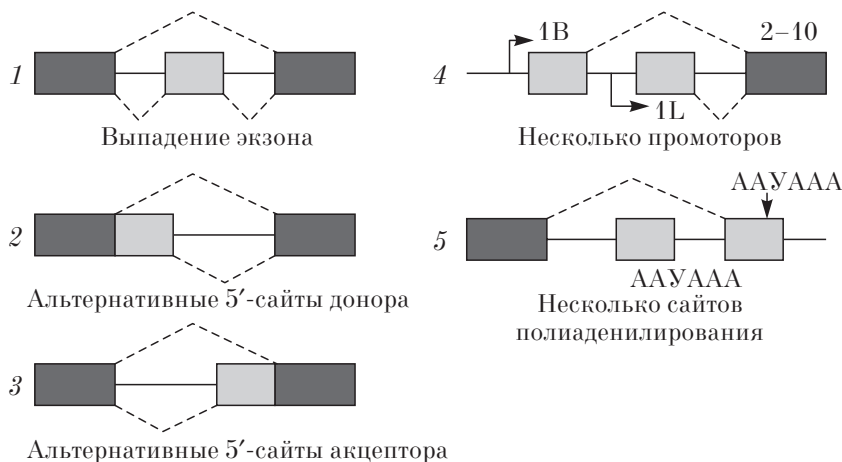 1
Выпадение экзона
2
Альтернативные 5′-сайты донора
3
Альтернативные 5′-сайты акцептора
4
1B
1L
2–10
Несколько промоторов
5
ААУААА
ААУААА
Несколько сайтов
полиаденилирования